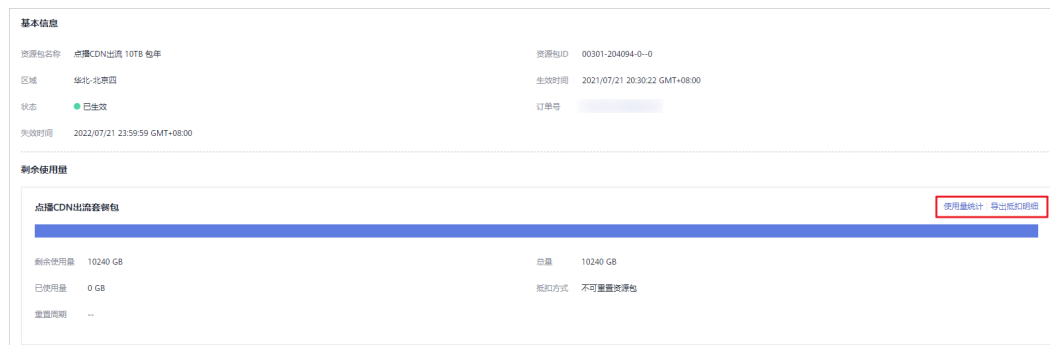 基本信息
资源包名称 点播CDN出流 10TB 包年 资源包ID 00301-204094-0--0
区域 华北-北京四 生效时间 2021/07/21 20:30:22 GMT+08:00
状态 已生效 订单号
失效时间 2022/07/21 23:59:59 GMT+08:00
剩余使用量
点播CDN出流套餐包 使用量统计 导出抵扣明细
剩余使用量 10240 GB 总量 10240 GB
已使用量 0 GB 抵扣方式 不可重置资源包
重置周期 --